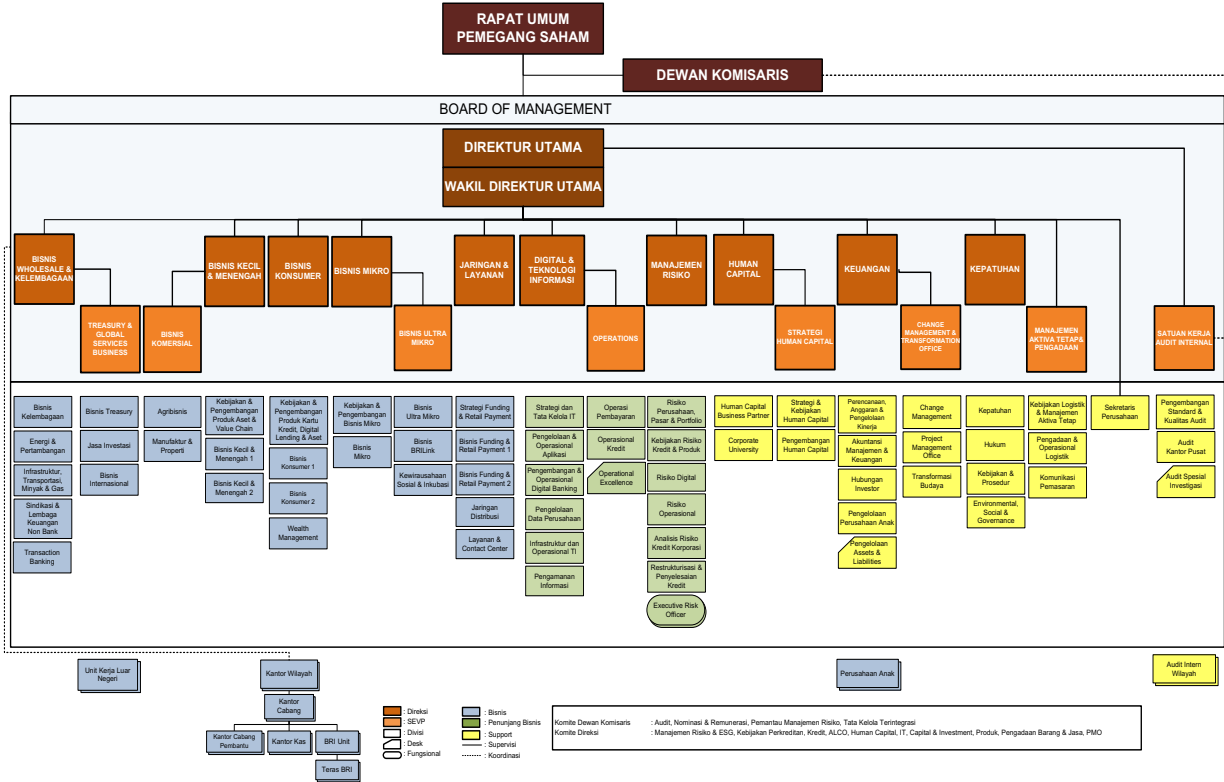 RAPAT UMUM
PEMEGANG SAHAM
DEWAN KOMISARIS
BOARD OF MANAGEMENT
DIREKTUR UTAMA
WAKIL DIREKTUR UTAMA
BISNIS
WHOLESALE &
KELEMBAGAAN
BISNIS KECIL
& MENENGAH
BISNIS
KONSUMER
BISNIS MIKRO
JARINGAN &
LAYANAN
DIGITAL &
TEKNOLOGI
INFORMASI
MANAJEMEN
RISIKO
HUMAN
CAPITAL
KEUANGAN
KEPATUHAN
TREASURY &
GLOBAL
SERVICES
BUSINESS
BISNIS
KOMERSIAL
BISNIS ULTRA
MIKRO
OPERATIONS
STRATEGI
HUMAN CAPITAL
CHANGE
MANAGEMENT &
TRANSFORMATION
OFFICE
MANAJEMEN
AKTIVA TETAP&
PENGADAAN
SATUAN KERJA
AUDIT INTERNAL
Bisnis
Kelembagaan
Energi &
Pertambangan
Infrastruktur,
Transportasi,
Minyak & Gas
Sindikasi &
Lembaga
Keuangan
Non Bank
Transaction
Banking
Bisnis Treasury
Jasa Investasi
Bisnis
Internasional
Agribisnis
Manufaktur &
Properti
Kebijakan &
Pengembangan
Produk Aset &
Value Chain
Bisnis Kecil &
Menengah 1
Bisnis Kecil &
Menengah 2
Kebijakan &
Pengembangan
Produk Kartu
Kredit, Digital
Lending & Aset
Bisnis
Konsumer 1
Bisnis
Konsumer 2
Wealth
Management
Kebijakan &
Pengembangan
Bisnis Mikro
Bisnis
Mikro
Bisnis
Ultra Mikro
Bisnis
BRILink
Kewirausahaan
Sosial & Inkubasi
Strategi Funding
& Retail Payment
Bisnis Funding &
Retail Payment 1
Bisnis Funding &
Retail Payment 2
Jaringan
Distribusi
Layanan &
Contact Center
Strategi dan
Tata Kelola IT
Pengelolaan &
Operasional
Aplikasi
Pengembangan &
Operasional
Digital Banking
Pengelolaan
Data Perusahaan
Infrastruktur dan
Operasional TI
Pengamanan
Informasi
Operasi
Pembayaran
Operasional
Kredit
Operational
Excellence
Risiko
Perusahaan,
Pasar & Portfolio
Kebijakan Risiko
Kredit & Produk
Risiko Digital
Risiko
Operasional
Analisis Risiko
Kredit Korporasi
Restrukturisasi &
Penyelesaian
Kredit
Executive Risk
Officer
Human Capital
Business Partner
Corporate
University
Strategi &
Kebijakan
Human Capital
Pengembangan
Human Capital
Perencanaan,
Anggaran &
Pengelolaan
Kinerja
Akuntansi
Manajemen &
Keuangan
Hubungan
Investor
Pengelolaan
Perusahaan Anak
Pengelolaan
Assets &
Liabilities
Change
Management
Project
Management
Office
Transformasi
Budaya
Kepatuhan
Hukum
Kebijakan &
Prosedur
Environmental,
Social &
Governance
Kebijakan Logistik
& Manajemen
Aktiva Tetap
Pengadaan &
Operasional
Logistik
Komunikasi
Pemasaran
Sekretaris
Perusahaan
Pengembangan
Standard &
Kualitas Audit
Audit
Kantor Pusat
Audit Spesial
Investigasi
Unit Kerja Luar
Negeri
Kantor Wilayah
Perusahaan Anak
Audit Intern
Wilayah
Kantor
Cabang
Kantor Cabang
Pembantu
Kantor Kas
BRI Unit
Teras BRI
: Direksi
: SEVP
: Divisi
: Desk
: Fungsional
: Bisnis
: Penunjang Bisnis
: Support
: Supervisi
: Koordinasi
Komite Dewan Komisaris : Audit, Nominasi & Remunerasi, Pemantau Manajemen Risiko, Tata Kelola Terintegrasi
Komite Direksi : Manajemen Risiko & ESG, Kebijakan Perkreditan, Kredit, ALCO, Human Capital, IT, Capital & Investment, Produk, Pengadaan Barang & Jasa, PMO